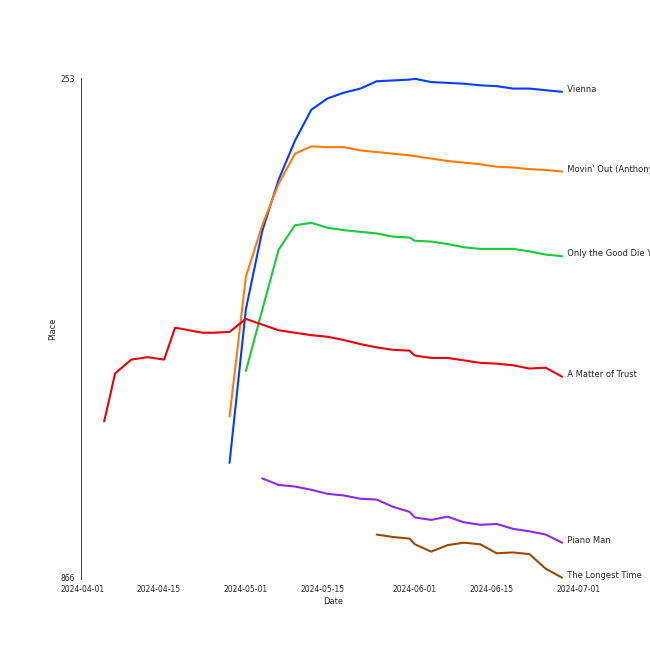 253
Vienna
Movin' Out (Anthony
Only the Good Die Y
Place
A Matter of Trust
Piano Man
The Longest Time
866
2024-04-01 2024-04-15 2024-05-01 2024-05-15 2024-06-01 2024-06-15 2024-07-01
Date